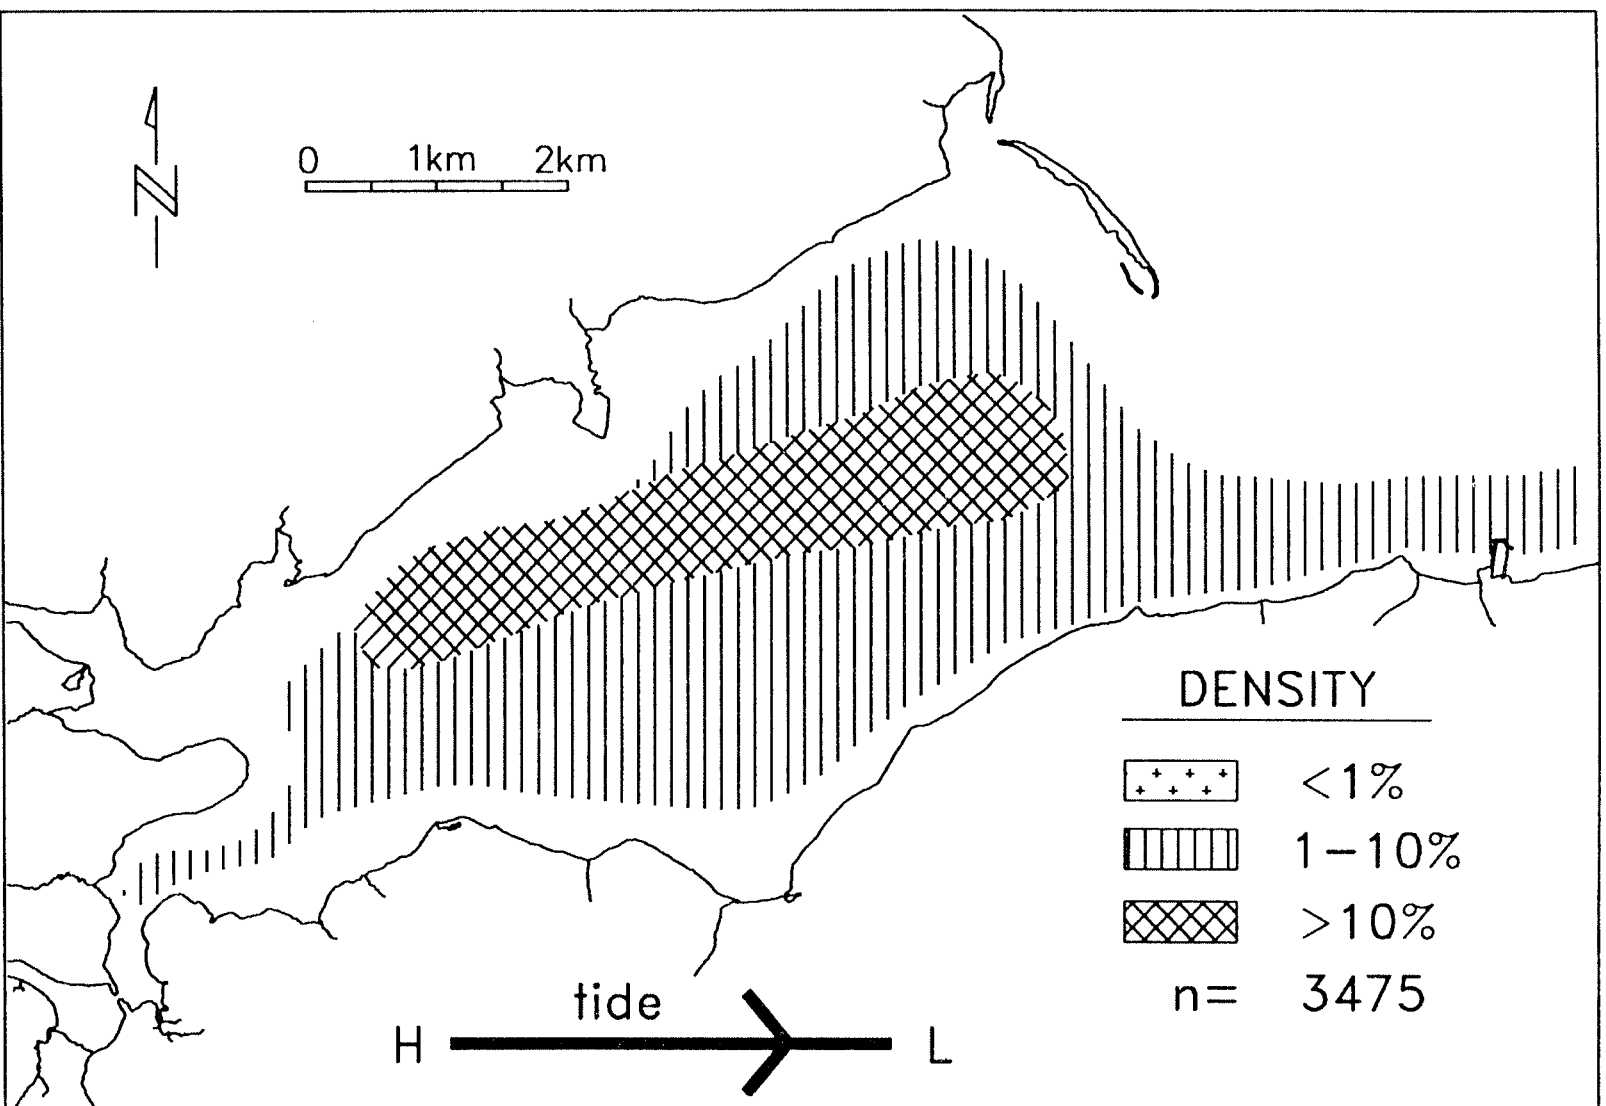 N
0 1km 2km
DENSITY
<1%
1-10%
>10%
n= 3475
tide
H L